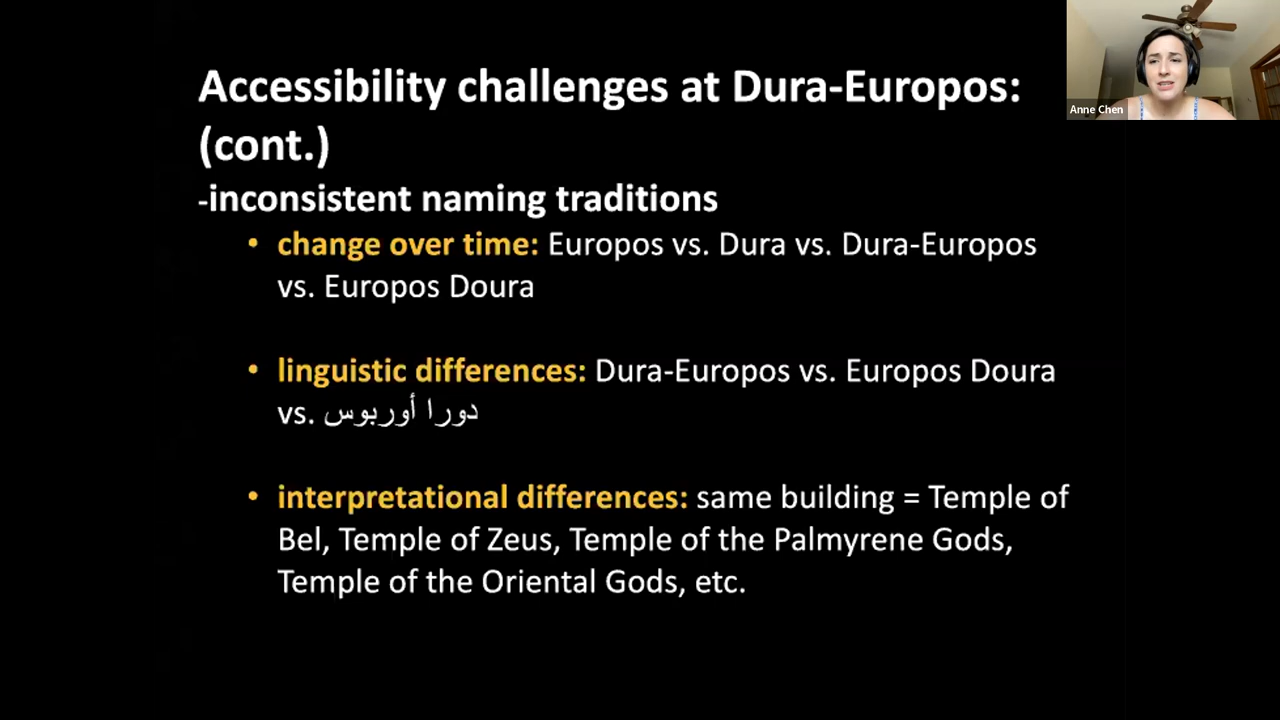 Accessibility challenges at Dura-Europos:
(cont.)
-inconsistent naming traditions
• change over time: Europos vs. Dura vs. Dura-Europos
vs. Europos Doura
• linguistic differences: Dura-Europos vs. Europos Doura
vs. دورا أوربوس
• interpretational differences: same building = Temple of
Bel, Temple of Zeus, Temple of the Palmyrene Gods,
Temple of the Oriental Gods, etc.
Anne Chen